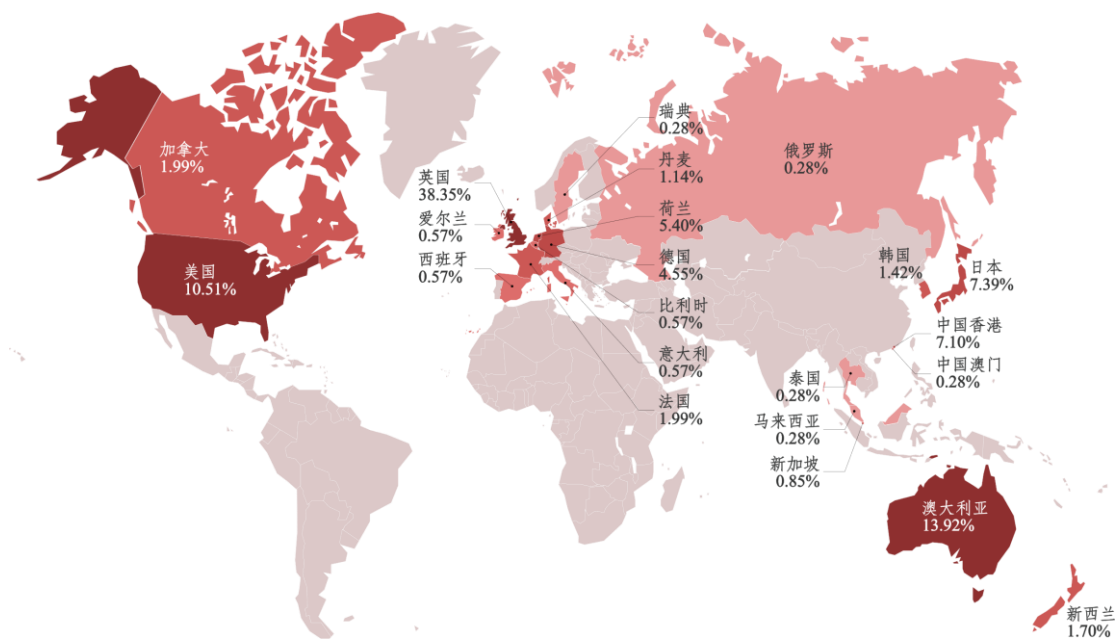 瑞典
0.28%
丹麦
1.14%
加拿大
1.99%
俄罗斯
0.28%
英国
38.35%
荷兰
5.40%
爱尔兰
0.57%
德国
4.55%
韩国
1.42%
日本
7.39%
西班牙
0.57%
美国
10.51%
比利时
0.57%
中国香港
7.10%
意大利
0.57%
中国澳门
0.28%
泰国
0.28%
法国
1.99%
马来西亚
0.28%
新加坡
0.85%
澳大利亚
13.92%
新西兰
1.70%